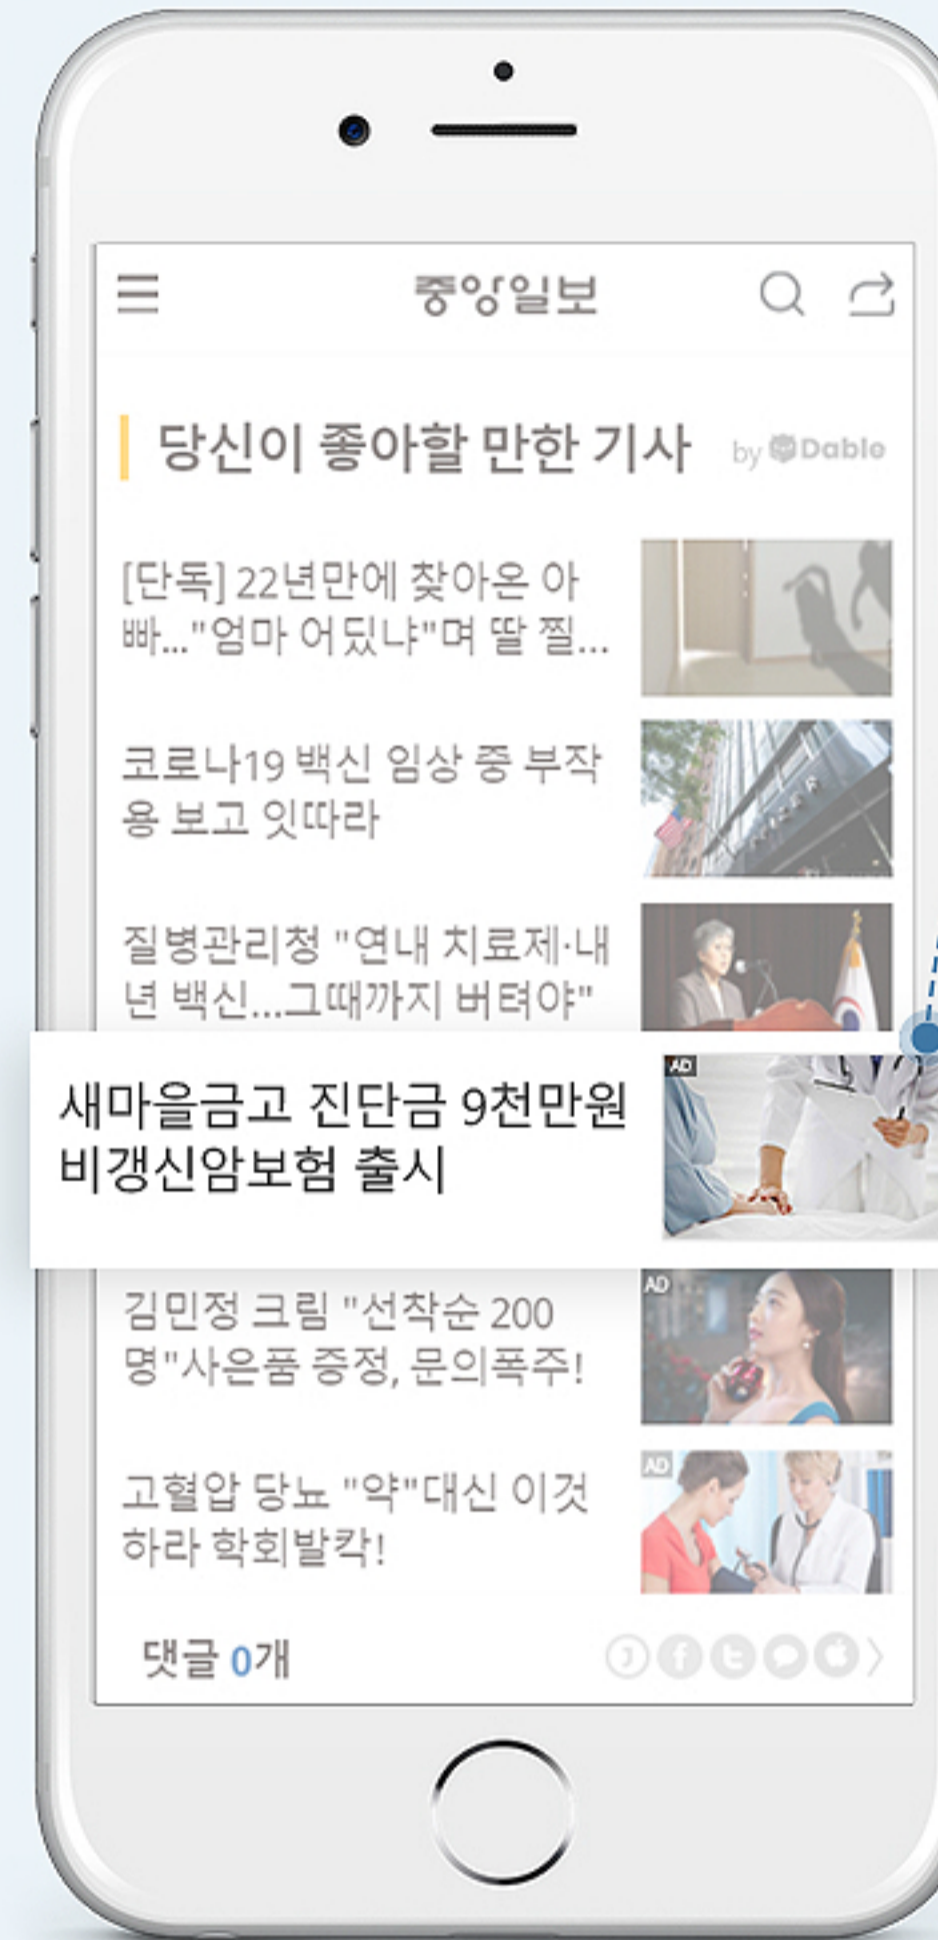 중앙일보
당신이 좋아할 만한 기사 by Dable
[단독] 22년만에 찾아온 아
빠..."엄마 어딨냐"며 딸 찔...
코로나19 백신 임상 중 부작
용 보고 잇따라
질병관리청 "연내 치료제·내
년 백신...그때까지 버텨야"
새마을금고 진단금 9천만원
비갱신암보험 출시
AD
김민정 크림 "선착순 200
명"사은품 증정, 문의폭주!
AD
고혈압 당뇨 "약"대신 이것
하라 학회발칵!
AD
댓글 0개